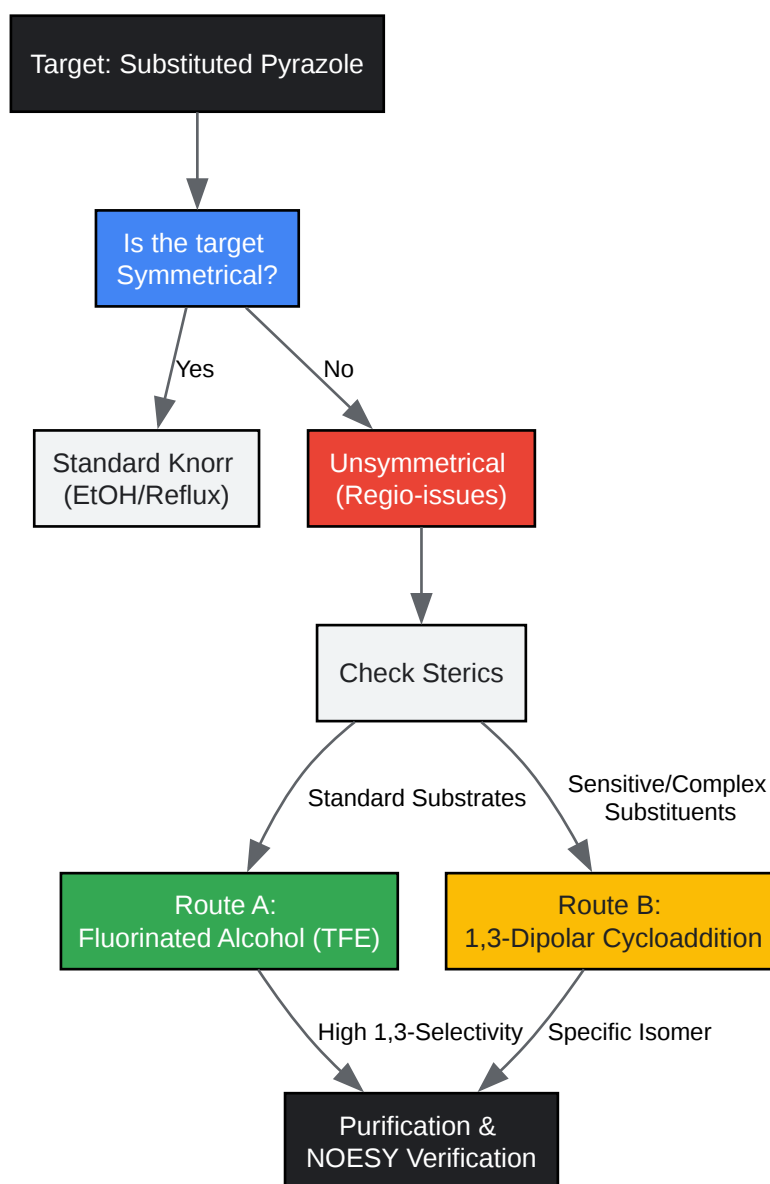 Target: Substituted Pyrazole
Is the target
Symmetrical?
Yes
No
Standard Knorr
(EtOH/Reflux)
Unsymmetrical
(Regio-issues)
Check Sterics
Standard Substrates
Sensitive/Complex
Substituents
Route A:
Fluorinated Alcohol (TFE)
Route B:
1,3-Dipolar Cycloaddition
High 1,3-Selectivity
Specific Isomer
Purification &
NOESY Verification